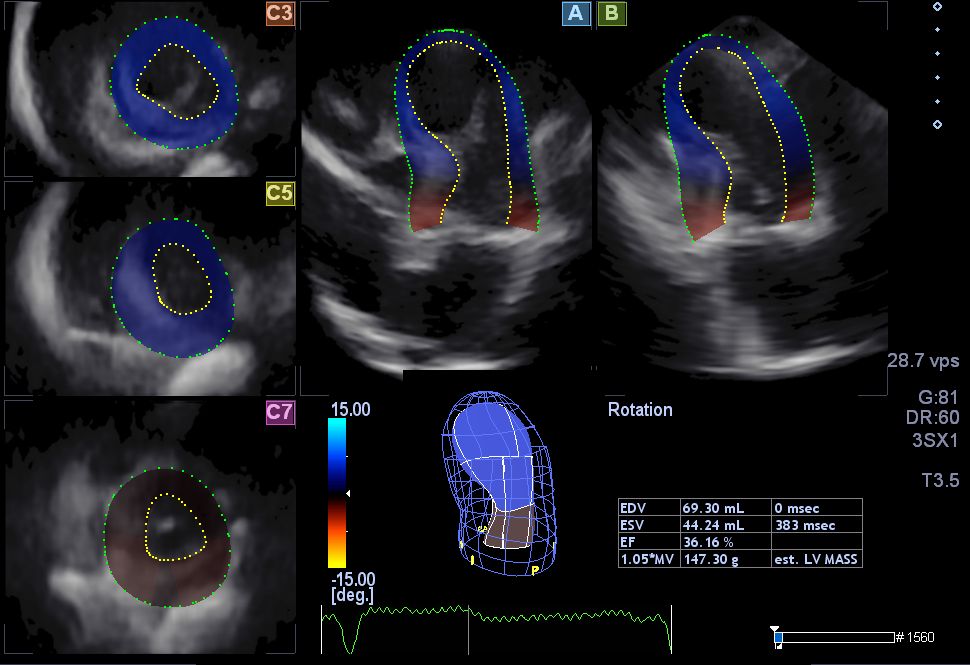 C3
A
B
C5
28.7 vps
G:81
DR:60
3SX1
T3.5
C7
15.00
Rotation
EDV 69.30 mL 0 msec
ESV 44.24 mL 383 msec
EF 36.16 %
1.05*MV 147.30 g est. LV MASS
I
P
-15.00
[deg.]
# 1560